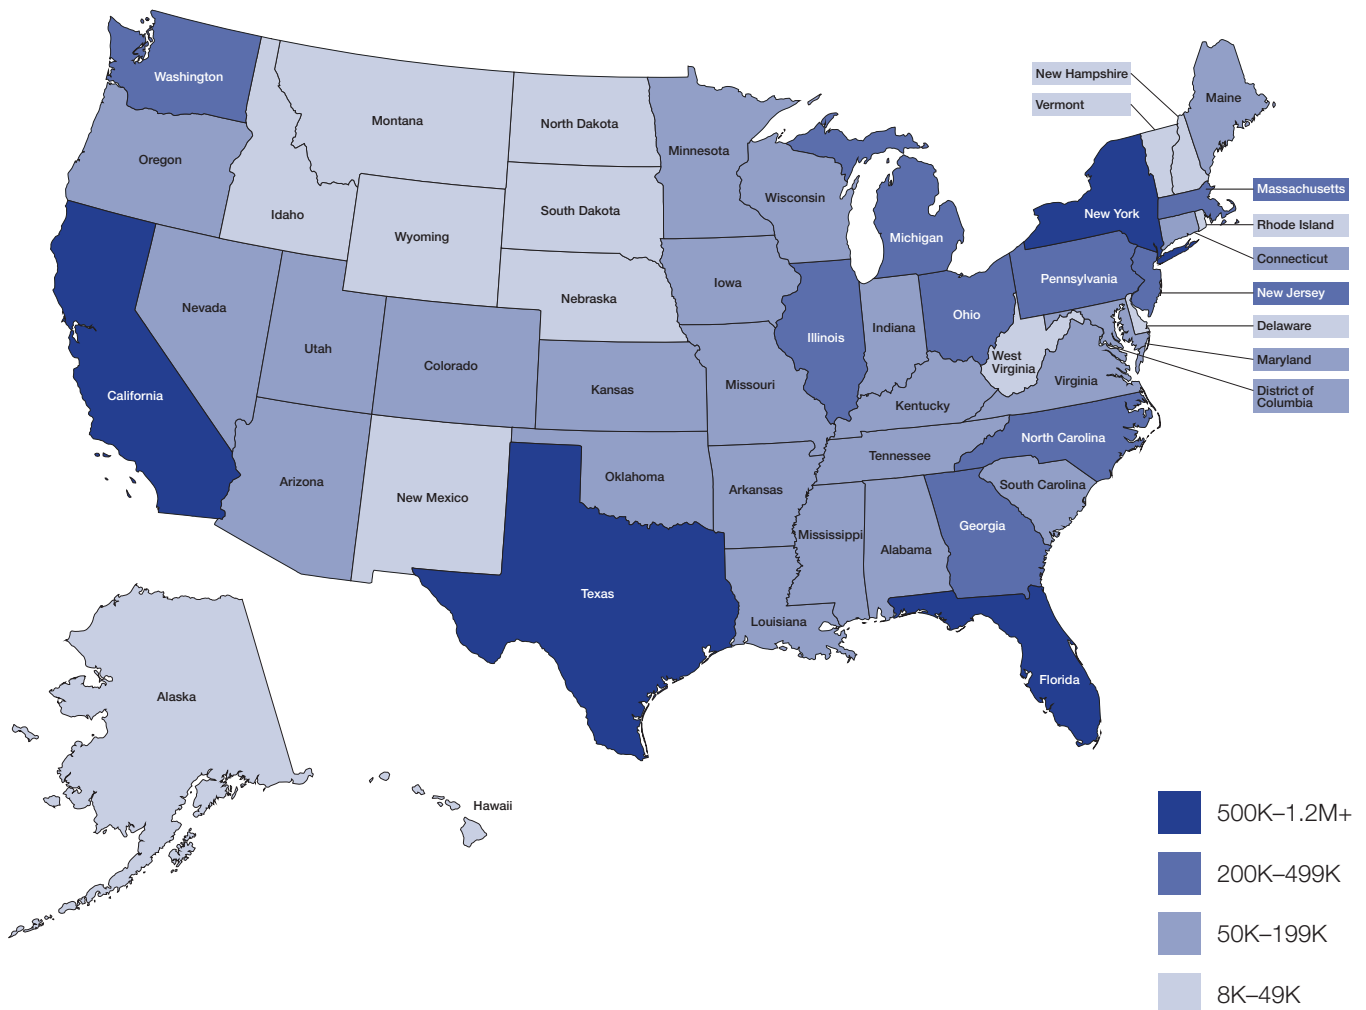 New Hampshire
Washington
Maine
Vermont
Montana
North Dakota
Minnesota
Oregon
Massachusetts
Wisconsin
South Dakota
New York
Idaho
Rhode Island
Wyoming
Michigan
Connecticut
Pennsylvania
Iowa
New Jersey
Nebraska
Nevada
Ohio
Delaware
Indiana
Illinois
Utah
West
Virginia
Maryland
Colorado
Virginia
Missouri
Kansas
District of
Columbia
California
Kentucky
North Carolina
Tennessee
Oklahoma
Arizona
South Carolina
Arkansas
New Mexico
Georgia
Mississippi
Alabama
Texas
Louisiana
Florida
Alaska
Hawaii
500K–1.2M+
200K–499K
50K–199K
8K–49K